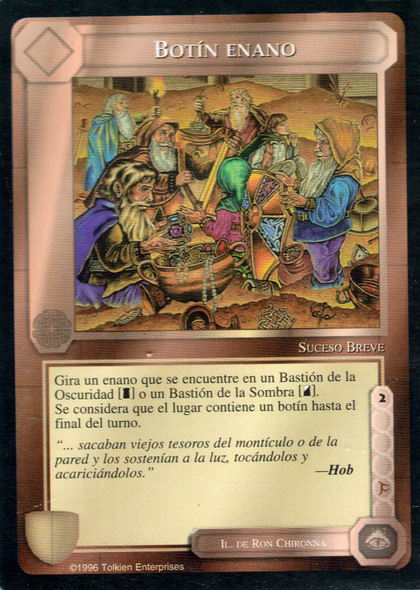 BOTÍN ENANO
SUCESO BREVE
Gira un enano que se encuentre en un Bastión de la
Oscuridad [] o un Bastión de la Sombra [].
Se considera que el lugar contiene un botín hasta el
final del turno.
“... sacaban viejos tesoros del montículo o de la
pared y los sostenían a la luz, tocándolos y
acariciándolos.” —Hob
2
IL. DE RON CHIRONNA
©1996 Tolkien Enterprises